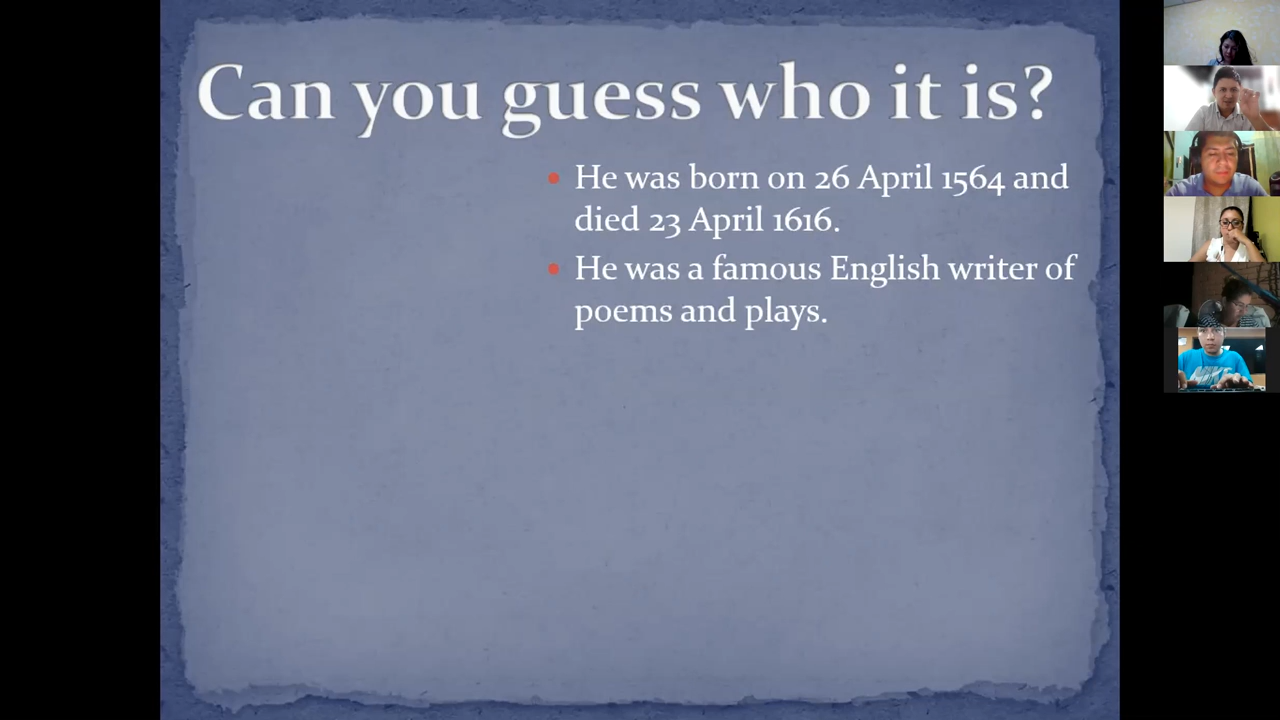 Can you guess who it is?
He was born on 26 April 1564 and
died 23 April 1616.
He was a famous English writer of
poems and plays.